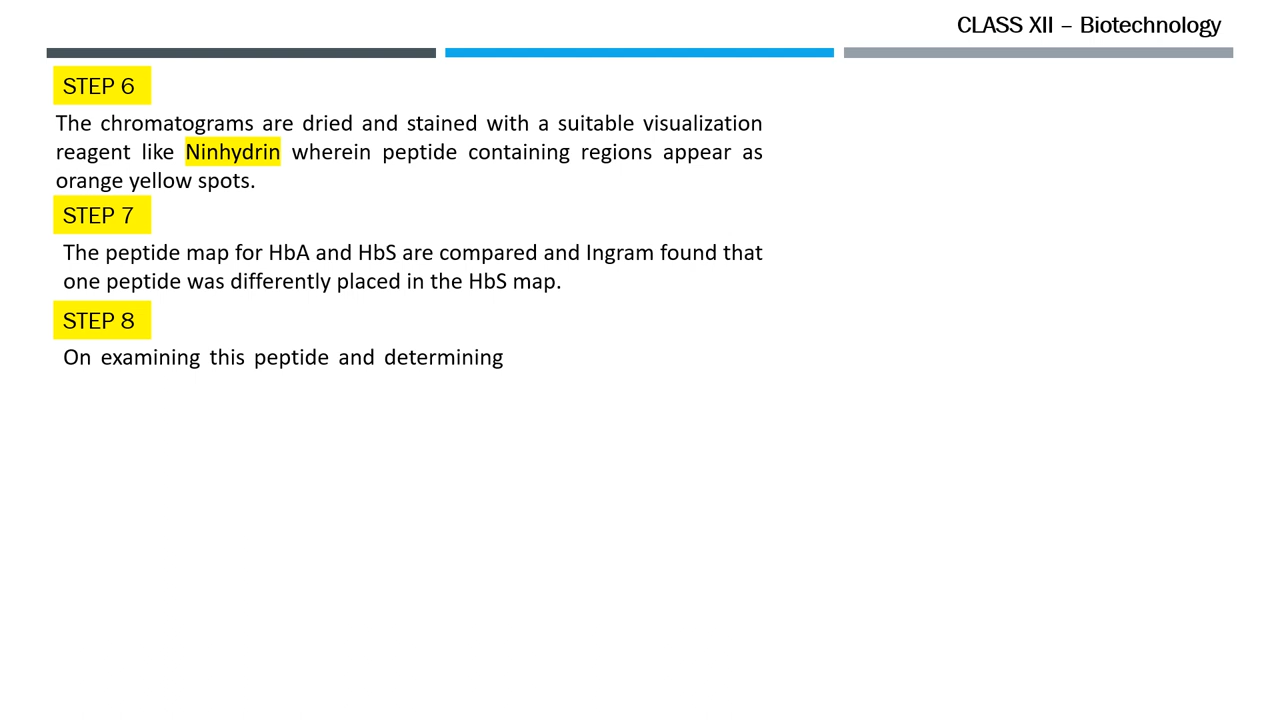 CLASS XII – Biotechnology
STEP 6
The chromatograms are dried and stained with a suitable visualization
reagent like Ninhydrin wherein peptide containing regions appear as
orange yellow spots.
STEP 7
The peptide map for HbA and HbS are compared and Ingram found that
one peptide was differently placed in the HbS map.
STEP 8
On examining this peptide and determining